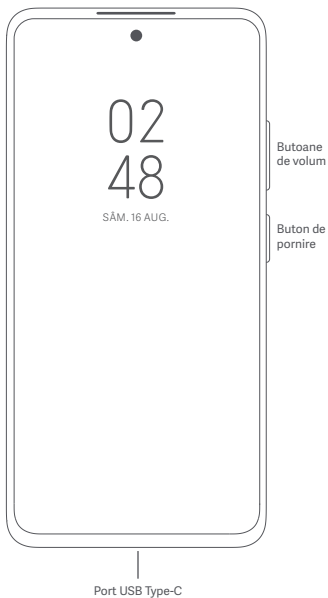 02
48
SÂM. 16 AUG.
Butoane
de volum
Buton de
pornire
Port USB Type-C